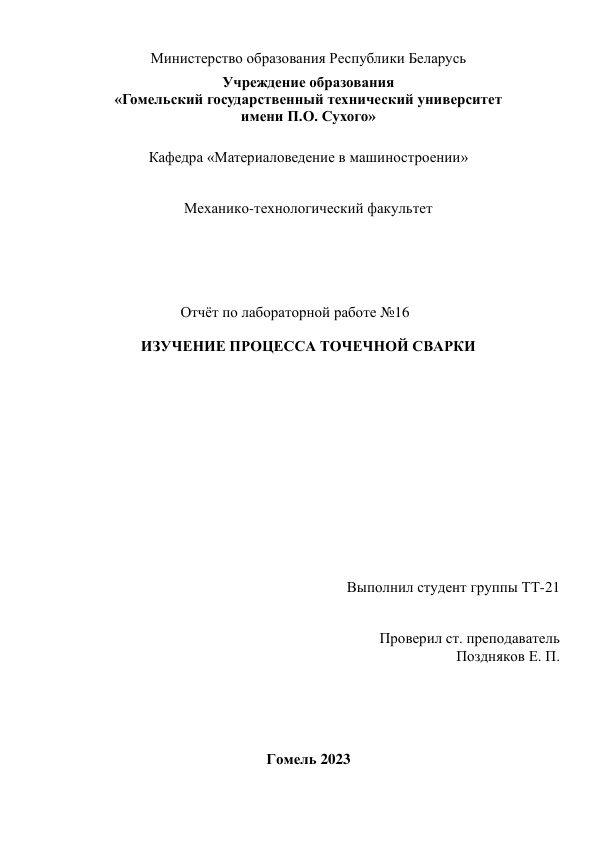 Министерство образования Республики Беларусь
Учреждение образования
«Гомельский государственный технический университет
имени П.О. Сухого»
Кафедра «Материаловедение в машиностроении»
Механико-технологический факультет
Отчёт по лабораторной работе №16
ИЗУЧЕНИЕ ПРОЦЕССА ТОЧЕЧНОЙ СВАРКИ
Выполнил студент группы ТТ-21
Проверил ст. преподаватель
Поздняков Е. П.
Гомель 2023